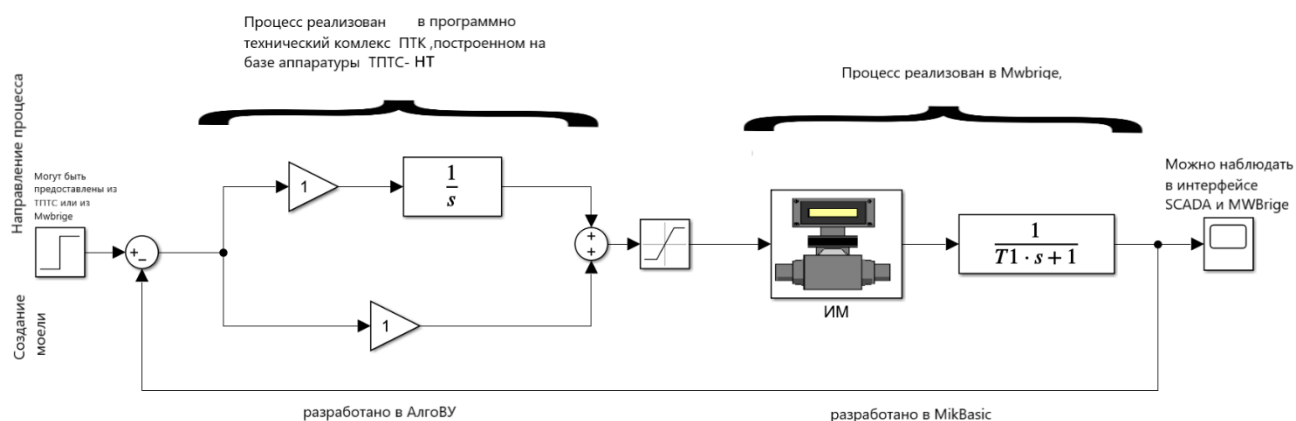 Процесс реализован в программно
технический комлекс ПТК ,построенном на
базе аппаратуры ТПТС- НТ
Процесс реализован в Mwbrige,
Направление процесса
Могут быть
предоставлены из
ТПТС или из
Mwbrige
1
1
s
Можно наблюдать
в интерфейсе
SCADA и MWBrige
+
−
+
+
1
T1 · s + 1
ИМ
1
Создание
моели
разработано в АлгоВУ
разработано в MikBasic